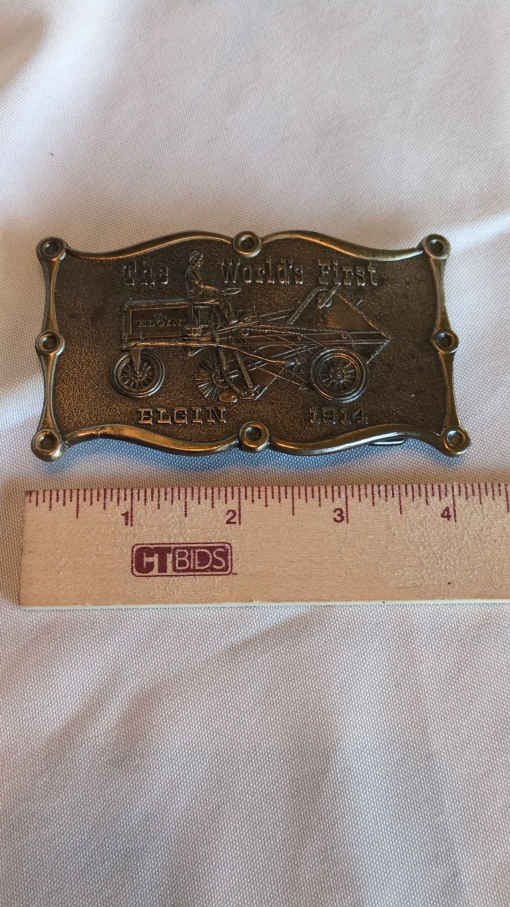 The World's First
ELGIN
ELGIN 1914
1 2 3 4
CTBIDS